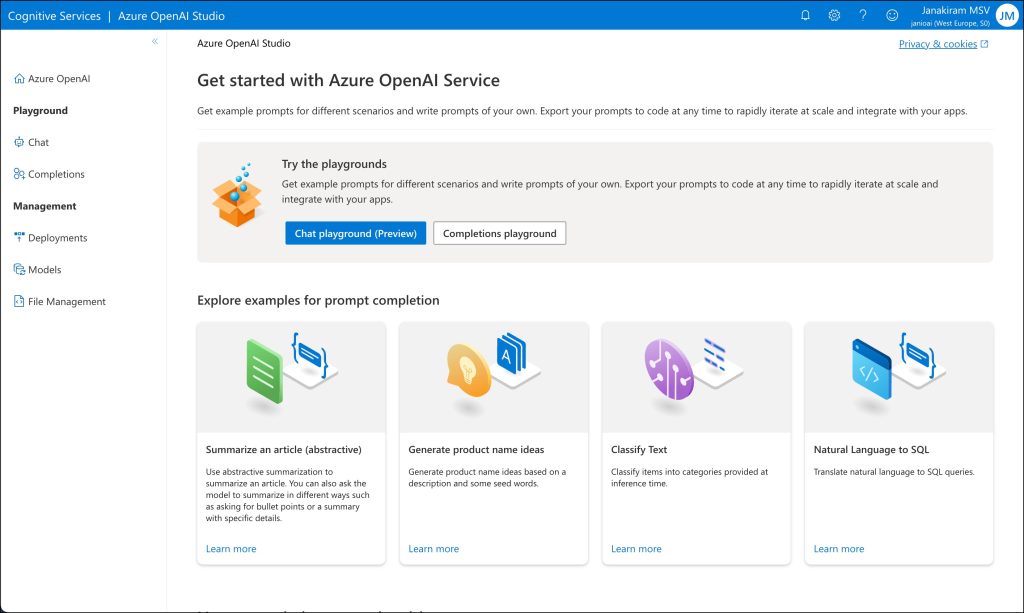 Cognitive Services | Azure OpenAI Studio
Janakiram MSV
janioai (West Europe, S0)
JM
Azure OpenAI Studio
Privacy & cookies
Azure OpenAI
Playground
Chat
Completions
Management
Deployments
Models
File Management
Get started with Azure OpenAI Service
Get example prompts for different scenarios and write prompts of your own. Export your prompts to code at any time to rapidly iterate at scale and integrate with your apps.
Try the playgrounds
Get example prompts for different scenarios and write prompts of your own. Export your prompts to code at any time to rapidly iterate at scale and
integrate with your apps.
Chat playground (Preview)
Completions playground
Explore examples for prompt completion
Summarize an article (abstractive)
Use abstractive summarization to
summarize an article. You can also ask the
model to summarize in different ways such
as asking for bullet points or a summary
with specific details.
Learn more
A
Generate product name ideas
Generate product name ideas based on a
description and some seed words.
Learn more
Classify Text
Classify items into categories provided at
inference time.
Learn more
Natural Language to SQL
Translate natural language to SQL queries.
Learn more